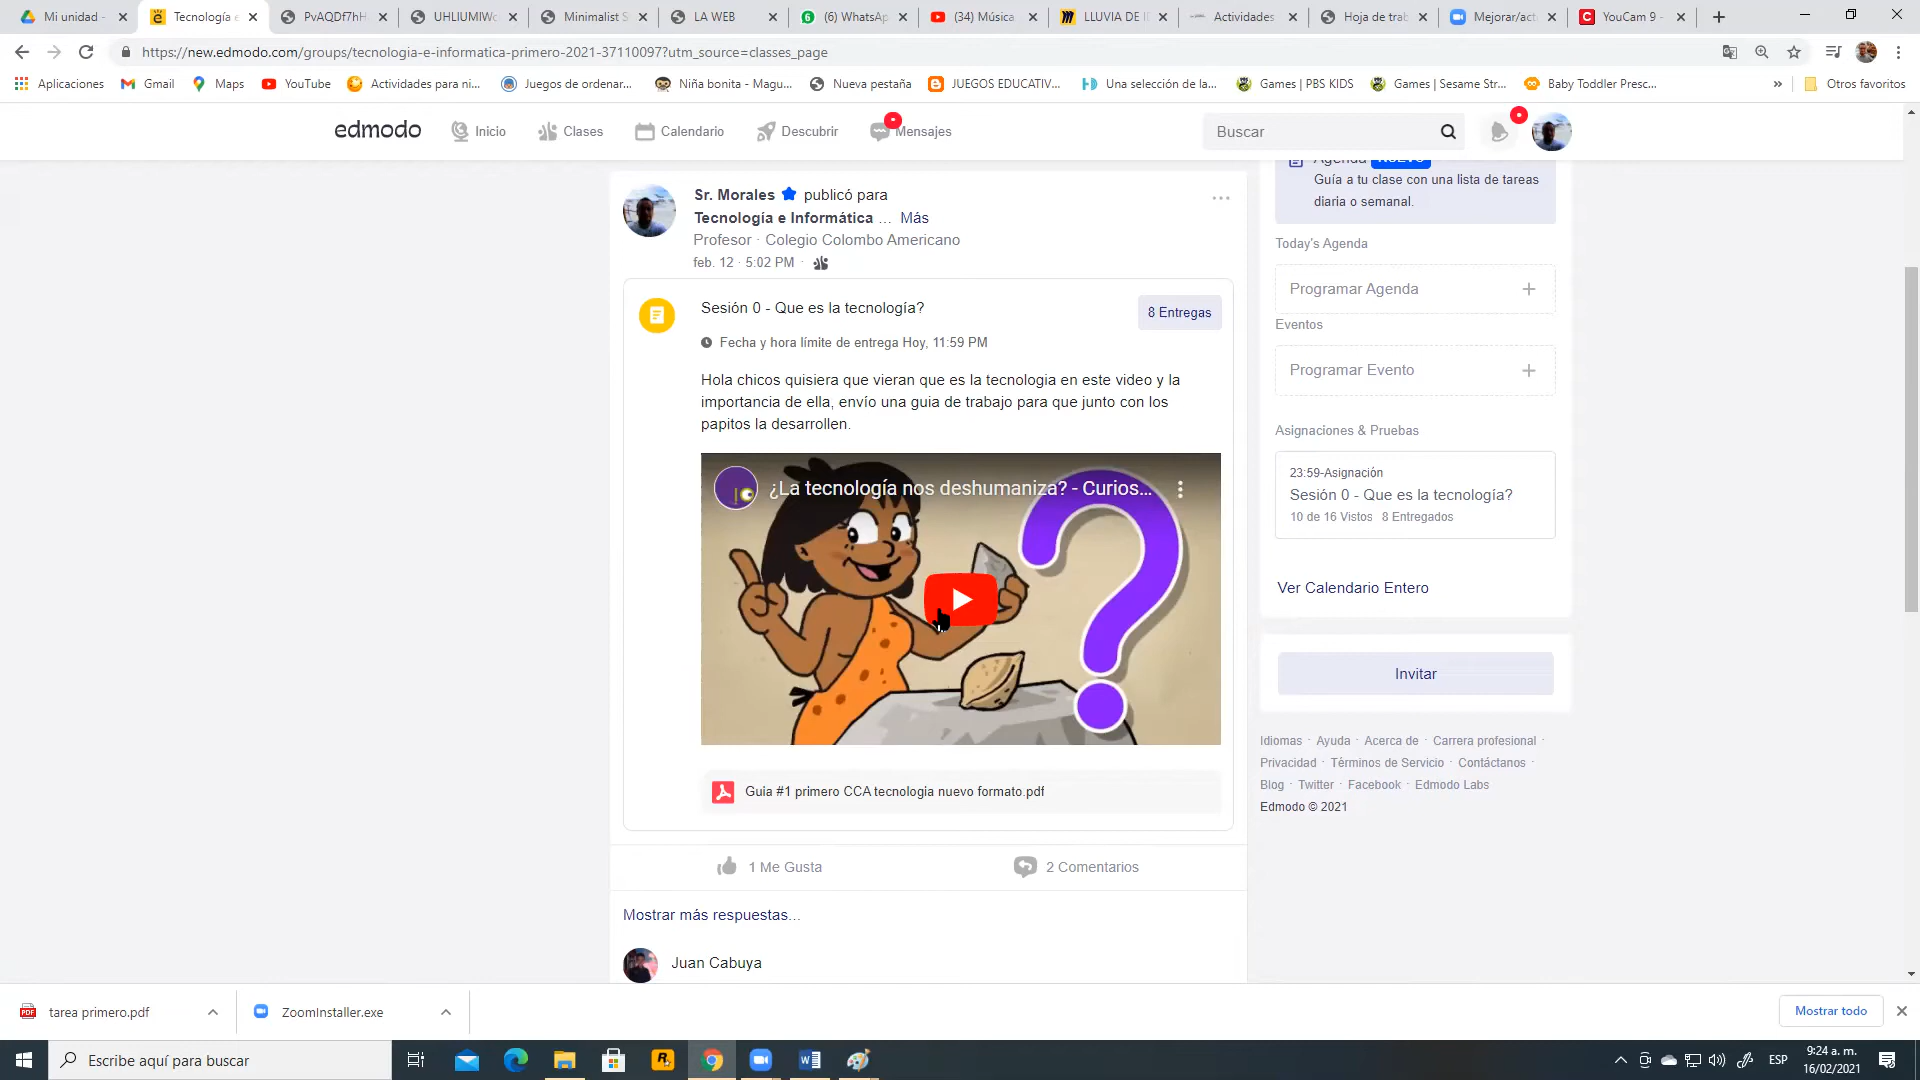 Mi unidad -
Tecnología e
PvAQDf7hH
UHLIUMIWo
Minimalist S
LA WEB
(6) WhatsAp
(34) Música
LLUVIA DE I
Actividades
Hoja de trab
Mejorar/act
YouCam 9 -
https://new.edmodo.com/groups/tecnologia-e-informatica-primero-2021-37110097?utm_source=classes_page
Aplicaciones
Gmail
Maps
YouTube
Actividades para ni...
Juegos de ordenar...
Niña bonita - Magu...
Nueva pestaña
JUEGOS EDUCATIV...
Una selección de la...
Games | PBS KIDS
Games | Sesame Str...
Baby Toddler Presc...
»
Otros favoritos
edmodo
Inicio
Clases
Calendario
Descubrir
Mensajes
Buscar
Sr. Morales publicó para
Tecnología e Informática ... Más
Profesor · Colegio Colombo Americano
feb. 12 · 5:02 PM ·
Sesión 0 - Que es la tecnología?
8 Entregas
Fecha y hora límite de entrega Hoy, 11:59 PM
Hola chicos quisiera que vieran que es la tecnologia en este video y la
importancia de ella, envío una guia de trabajo para que junto con los
papitos la desarrollen.
¿La tecnología nos deshumaniza? - Curios...
Guia #1 primero CCA tecnologia nuevo formato.pdf
1 Me Gusta
2 Comentarios
Mostrar más respuestas...
Juan Cabuya
Agenda NUEVO
Guía a tu clase con una lista de tareas
diaria o semanal.
Today's Agenda
Programar Agenda +
Eventos
Programar Evento +
Asignaciones & Pruebas
23:59-Asignación
Sesión 0 - Que es la tecnología?
10 de 16 Vistos 8 Entregados
Ver Calendario Entero
Invitar
Idiomas · Ayuda · Acerca de · Carrera profesional ·
Privacidad · Términos de Servicio · Contáctanos ·
Blog · Twitter · Facebook · Edmodo Labs
Edmodo © 2021
tarea primero.pdf
ZoomInstaller.exe
Mostrar todo
Escribe aquí para buscar
ESP
9:24 a. m.
16/02/2021